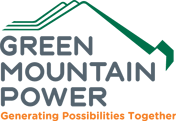 GREEN
MOUNTAIN
POWER
Generating Possibilities Together